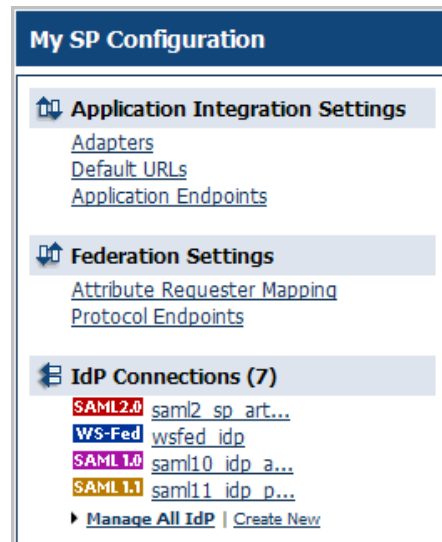 My SP Configuration
Application Integration Settings
Adapters
Default URLs
Application Endpoints
Federation Settings
Attribute Requester Mapping
Protocol Endpoints
IdP Connections (7)
SAML2.0 saml2_sp_art...
WS-Fed wsfed_idp
SAML 1.0 saml10_idp_a...
SAML 1.1 saml11_idp_p...
Manage All IdP | Create New